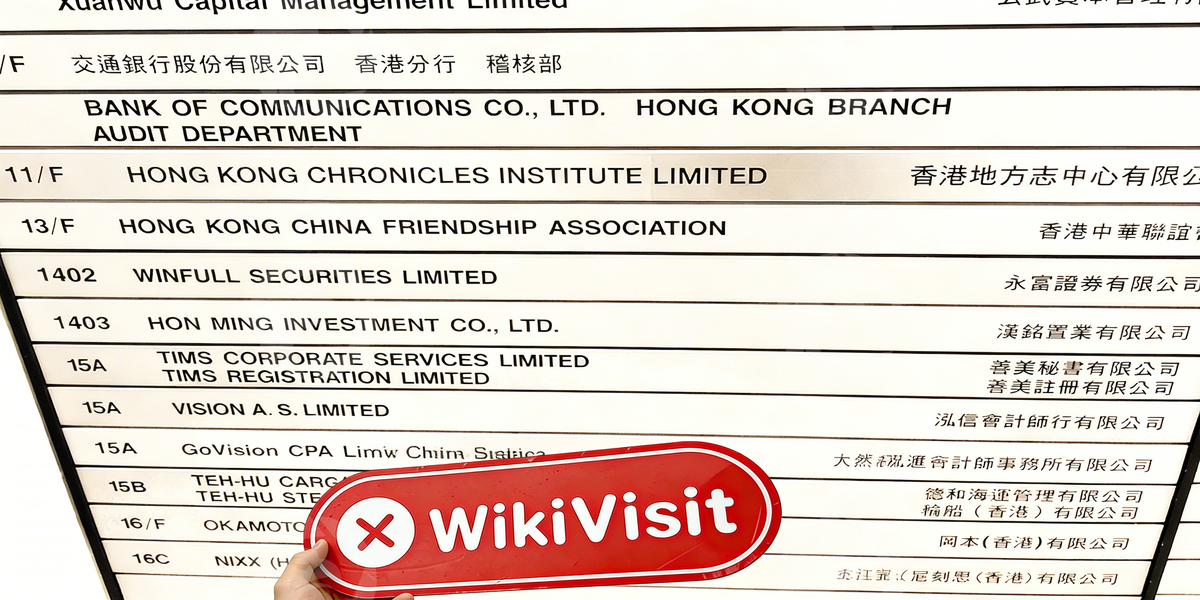 Xuanwu Capital Management Limited
/F 交通銀行股份有限公司 香港分行 稽核部
BANK OF COMMUNICATIONS CO., LTD. HONG KONG BRANCH
AUDIT DEPARTMENT
11/F HONG KONG CHRONICLES INSTITUTE LIMITED 香港地方志中心有限公
13/F HONG KONG CHINA FRIENDSHIP ASSOCIATION 香港中華聯誼會
1402 WINFULL SECURITIES LIMITED 永富證券有限公司
1403 HON MING INVESTMENT CO., LTD. 漢銘置業有限公司
15A TIMS CORPORATE SERVICES LIMITED 善美秘書有限公司
TIMS REGISTRATION LIMITED 善美註冊有限公司
15A VISION A. S. LIMITED 泓信會計師行有限公司
15A GoVision CPA 會計師事務所有限公司
15B TEH-HU 德和海運管理有限公司
TEH-HU 輪船（香港）有限公司
16/F OKAMOTO 岡本(香港)有限公司
16C NIXX (香港)有限公司
WikiVisit